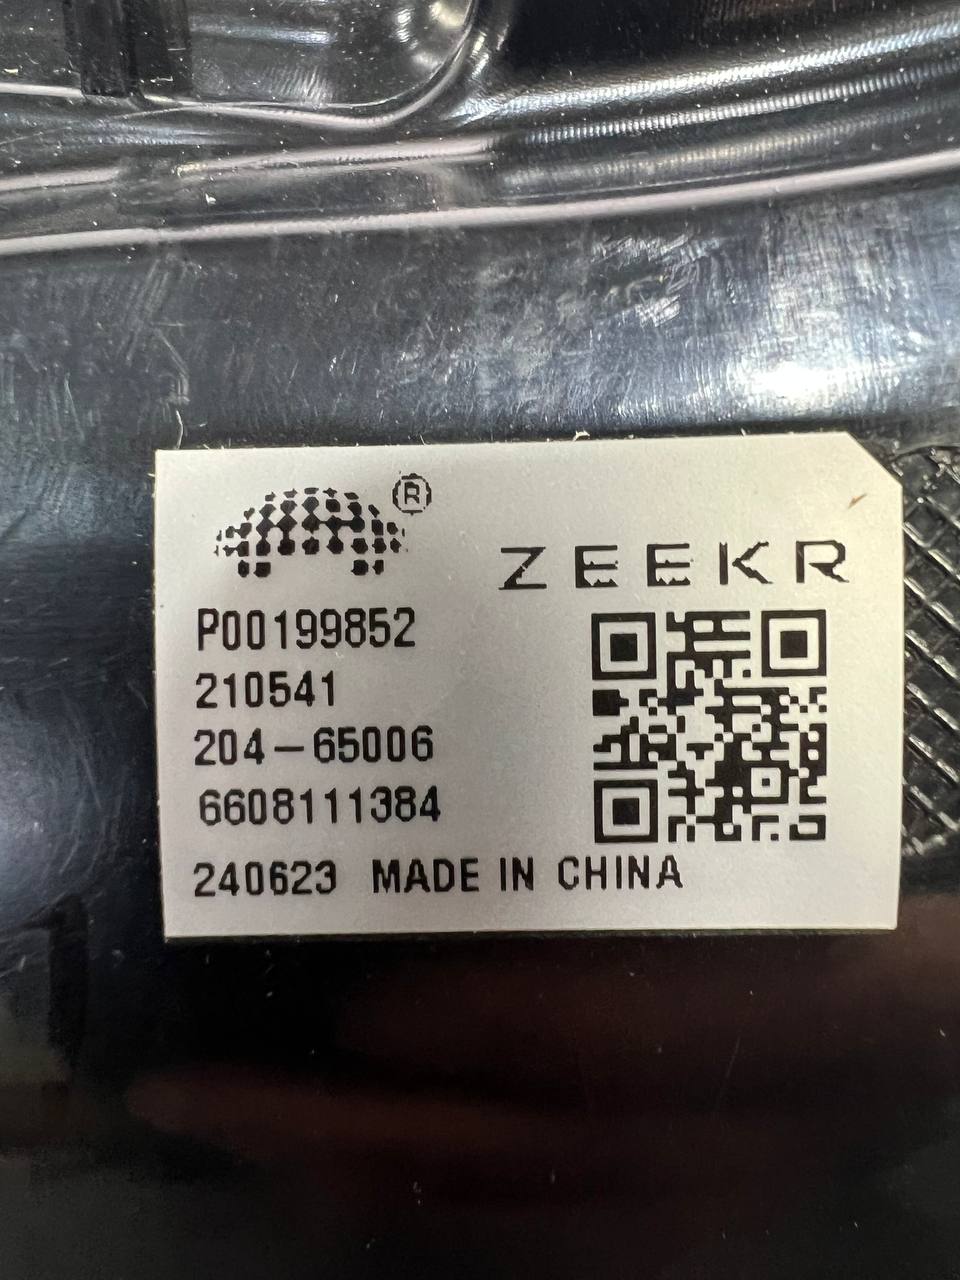 ®
ZEEKR
P00199852
210541
204-65006
6608111384
240623 MADE IN CHINA